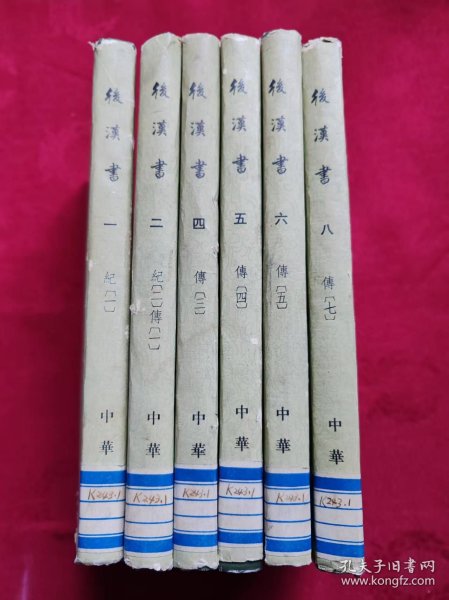 後漢書
一
紀〔一〕
中華
K243.1
後漢書
二
紀〔二〕傳〔一〕
中華
K243.1
後漢書
四
傳〔三〕
中華
K243.1
後漢書
五
傳〔四〕
中華
K243.1
後漢書
六
傳〔五〕
中華
K243.1
後漢書
八
傳〔七〕
中華
K243.1
孔夫子旧书网
www.kongfz.com